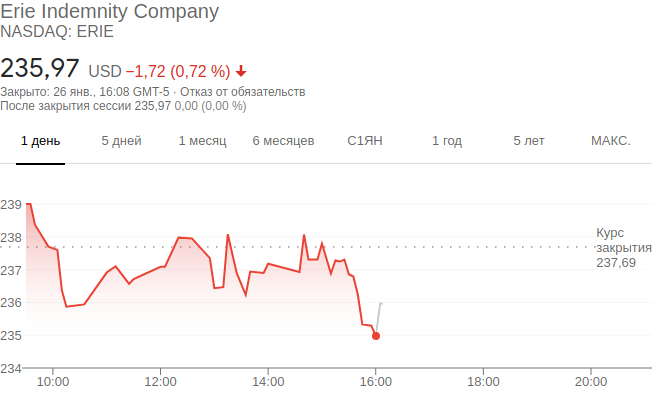 Erie Indemnity Company
NASDAQ: ERIE
235,97 USD −1,72 (0,72 %)
Закрыто: 26 янв., 16:08 GMT-5 · Отказ от обязательств
После закрытия сессии 235,97 0,00 (0,00 %)
1 день 5 дней 1 месяц 6 месяцев С1ЯН 1 год 5 лет МАКС.
239
238
237
236
235
234
Курс
закрытия
237,69
10:00 12:00 14:00 16:00 18:00 20:00